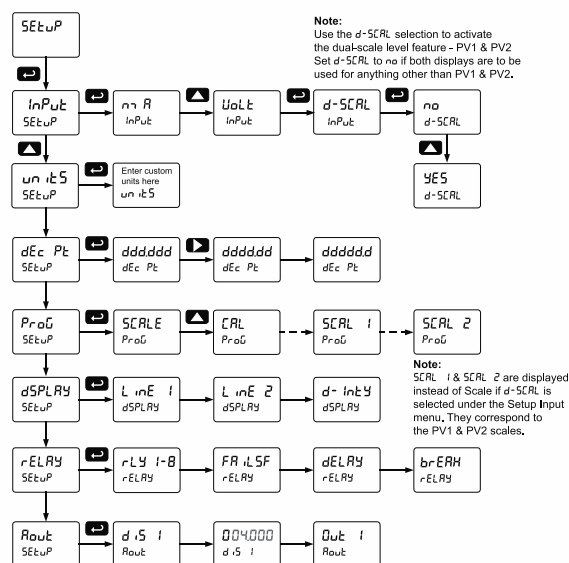 SEtuP
Note:
Use the d-SCAL selection to activate
the dual-scale level feature - PV1 & PV2
Set d-SCAL to no if both displays are to be
used for anything other than PV1 & PV2.
InPut
SEtuP
mA
InPut
VoLt
InPut
d-SCAL
InPut
no
d-SCAL
unitS
SEtuP
Enter custom
units here
unitS
YES
d-SCAL
dEc Pt
SEtuP
ddd.ddd
dEc Pt
dddd.dd
dEc Pt
ddddd.d
dEc Pt
ProG
SEtuP
SCALE
ProG
CAL
ProG
SCAL 1
ProG
SCAL 2
ProG
Note:
SCAL 1 & SCAL 2 are displayed
instead of Scale if d-SCAL is
selected under the Setup Input
menu. They correspond to
the PV1 & PV2 scales.
dSPLAY
SEtuP
LinE 1
dSPLAY
LinE 2
dSPLAY
d-IntY
dSPLAY
rELAY
SEtuP
rLY 1-8
rELAY
FAiLSF
rELAY
dELAY
rELAY
brEAK
rELAY
Aout
SEtuP
diS 1
Aout
004.000
diS 1
Out 1
Aout